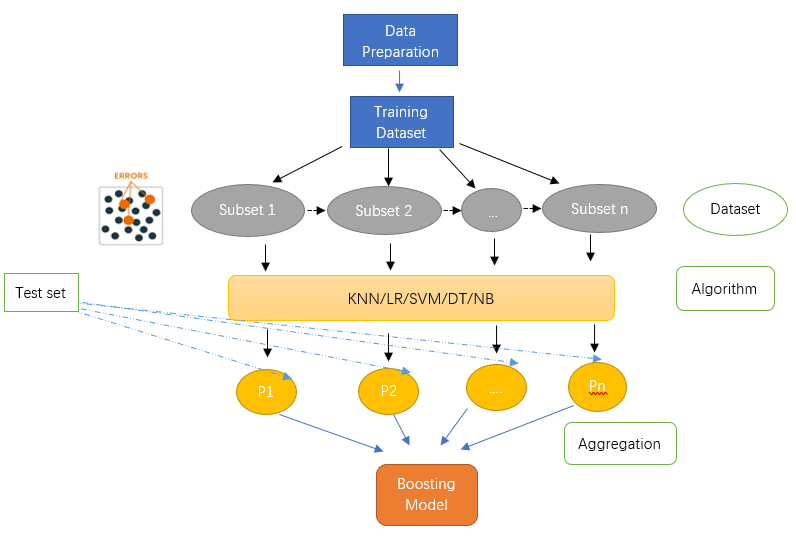 Data
Preparation
Training
Dataset
ERRORS
Subset 1
Subset 2
...
Subset n
Dataset
Test set
KNN/LR/SVM/DT/NB
Algorithm
P1
P2
....
Pn
Aggregation
Boosting
Model